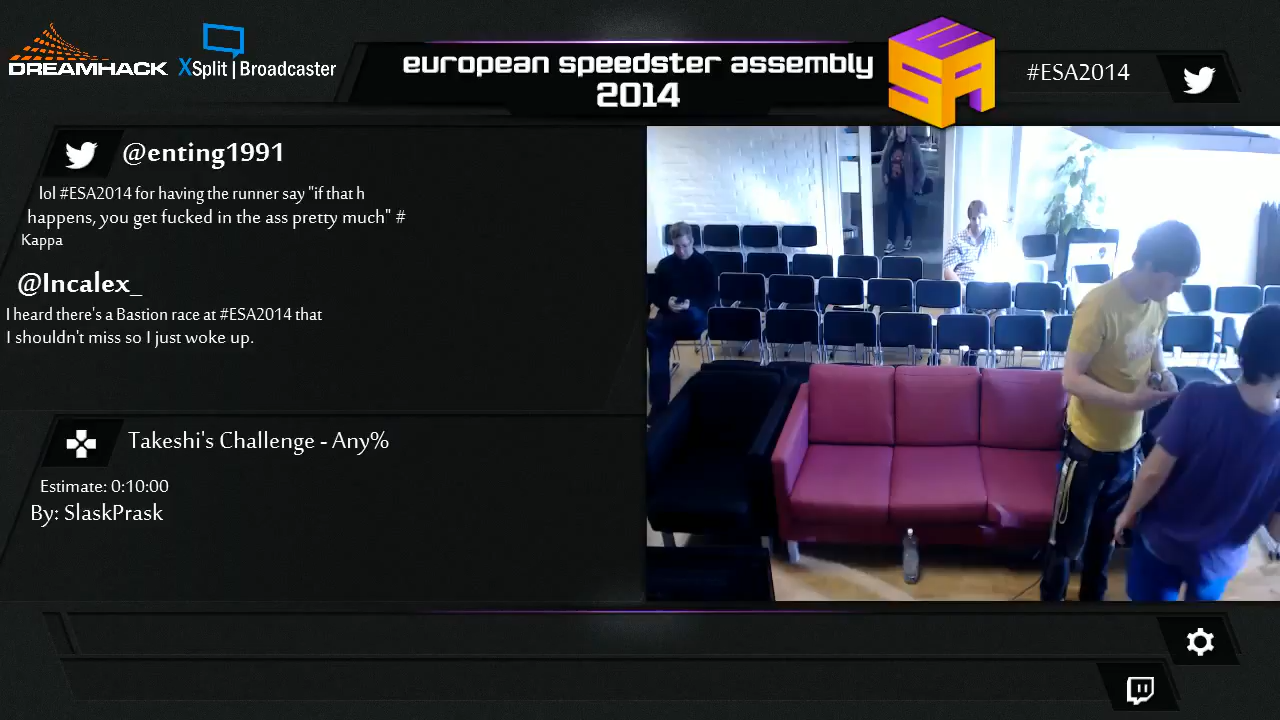 DREAMHACK
XSplit | Broadcaster
european speedster assembly
2014
#ESA2014
@enting1991
lol #ESA2014 for having the runner say "if that h
happens, you get fucked in the ass pretty much" #
Kappa
@Incalex_
I heard there's a Bastion race at #ESA2014 that
I shouldn't miss so I just woke up.
Takeshi's Challenge - Any%
Estimate: 0:10:00
By: SlaskPrask